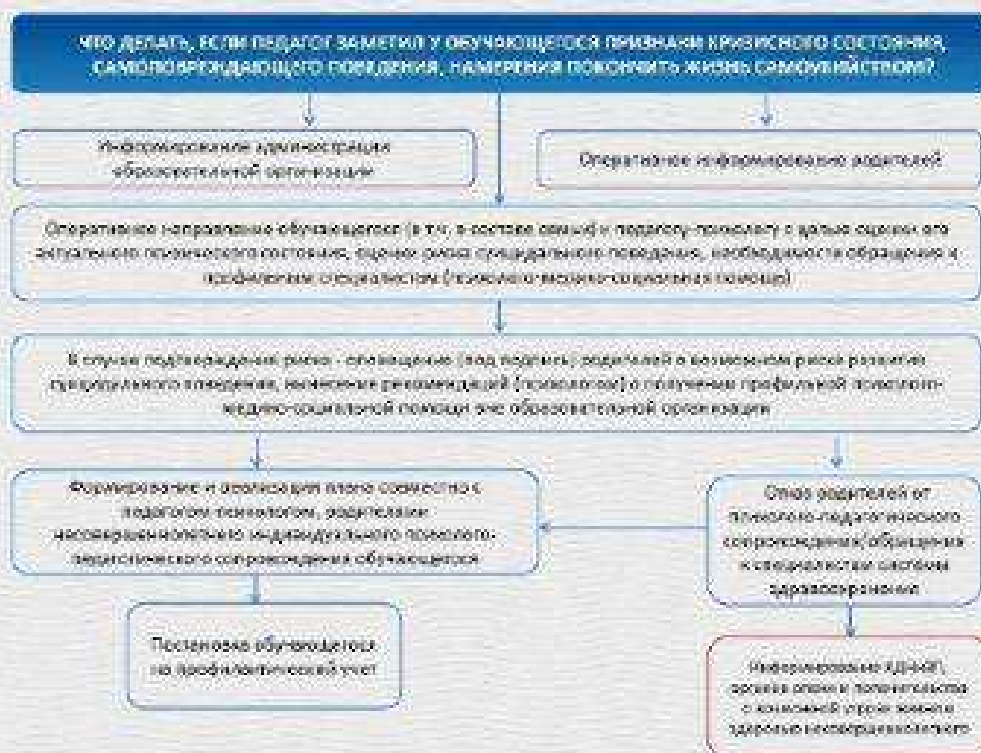 ЧТО ДЕЛАТЬ, ЕСЛИ ПЕДАГОГ ЗАМЕТИЛ У ОБУЧАЮЩЕГОСЯ ПРИЗНАКИ КРИЗИСНОГО СОСТОЯНИЯ,
САМОПОВРЕЖДАЮЩЕГО ПОВЕДЕНИЯ, НАМЕРЕНИЯ ПОКОНЧИТЬ ЖИЗНЬ САМОУБИЙСТВОМ?
Информирование администрации
образовательной организации
Оперативное информирование родителей
Оперативное направление обучающегося (в т.ч. в составе семьи) к педагогу-психологу с целью оценки его
актуального психического состояния, оценки риска суицидального поведения, необходимости обращения к
профильным специалистам (психолого-медико-социальная помощь)
В случае подтверждения риска - оповещение (под подпись) родителей о возможном риске развития
суицидального поведения, вынесение рекомендаций (психологом) о получении профильной психолого-
медико-социальной помощи вне образовательной организации
Формирование и реализация плана совместно с
педагогом-психологом, родителями
несовершеннолетнего индивидуального психолого-
педагогического сопровождения обучающегося
Отказ родителей от
психолого-педагогического
сопровождения/обращения
к специалистам системы
здравоохранения
Постановка обучающегося
на профилактический учет
Информирование КДНиЗП,
органов опеки и попечительства
о возможной угрозе жизни и
здоровью несовершеннолетнего